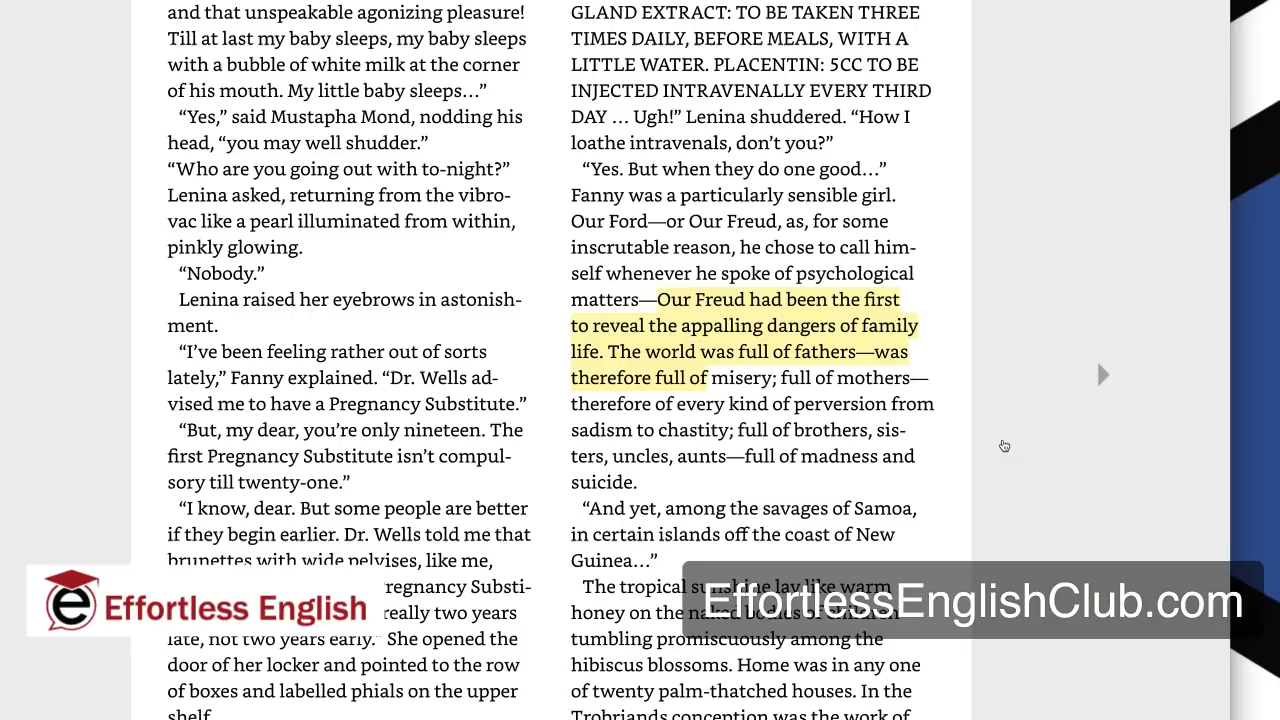 and that unspeakable agonizing pleasure!
Till at last my baby sleeps, my baby sleeps
with a bubble of white milk at the corner
of his mouth. My little baby sleeps…”
“Yes,” said Mustapha Mond, nodding his
head, “you may well shudder.”
“Who are you going out with to-night?”
Lenina asked, returning from the vibro-
vac like a pearl illuminated from within,
pinkly glowing.
“Nobody.”
Lenina raised her eyebrows in astonish-
ment.
“I’ve been feeling rather out of sorts
lately,” Fanny explained. “Dr. Wells ad-
vised me to have a Pregnancy Substitute.”
“But, my dear, you’re only nineteen. The
first Pregnancy Substitute isn’t compul-
sory till twenty-one.”
“I know, dear. But some people are better
if they begin earlier. Dr. Wells told me that
brunettes with wide pelvises, like me,
regnancy Substi-
really two years
late, not two years early.” She opened the
door of her locker and pointed to the row
of boxes and labelled phials on the upper
shelf.
GLAND EXTRACT: TO BE TAKEN THREE
TIMES DAILY, BEFORE MEALS, WITH A
LITTLE WATER. PLACENTIN: 5CC TO BE
INJECTED INTRAVENALLY EVERY THIRD
DAY … Ugh!” Lenina shuddered. “How I
loathe intravenals, don’t you?”
“Yes. But when they do one good…”
Fanny was a particularly sensible girl.
Our Ford—or Our Freud, as, for some
inscrutable reason, he chose to call him-
self whenever he spoke of psychological
matters—Our Freud had been the first
to reveal the appalling dangers of family
life. The world was full of fathers—was
therefore full of misery; full of mothers—
therefore of every kind of perversion from
sadism to chastity; full of brothers, sis-
ters, uncles, aunts—full of madness and
suicide.
“And yet, among the savages of Samoa,
in certain islands off the coast of New
Guinea…”
The tropical sunshine lay like warm
honey on the naked bodies of children
tumbling promiscuously among the
hibiscus blossoms. Home was in any one
of twenty palm-thatched houses. In the
Trobriands conception was the work of
e Effortless English
EffortlessEnglishClub.com